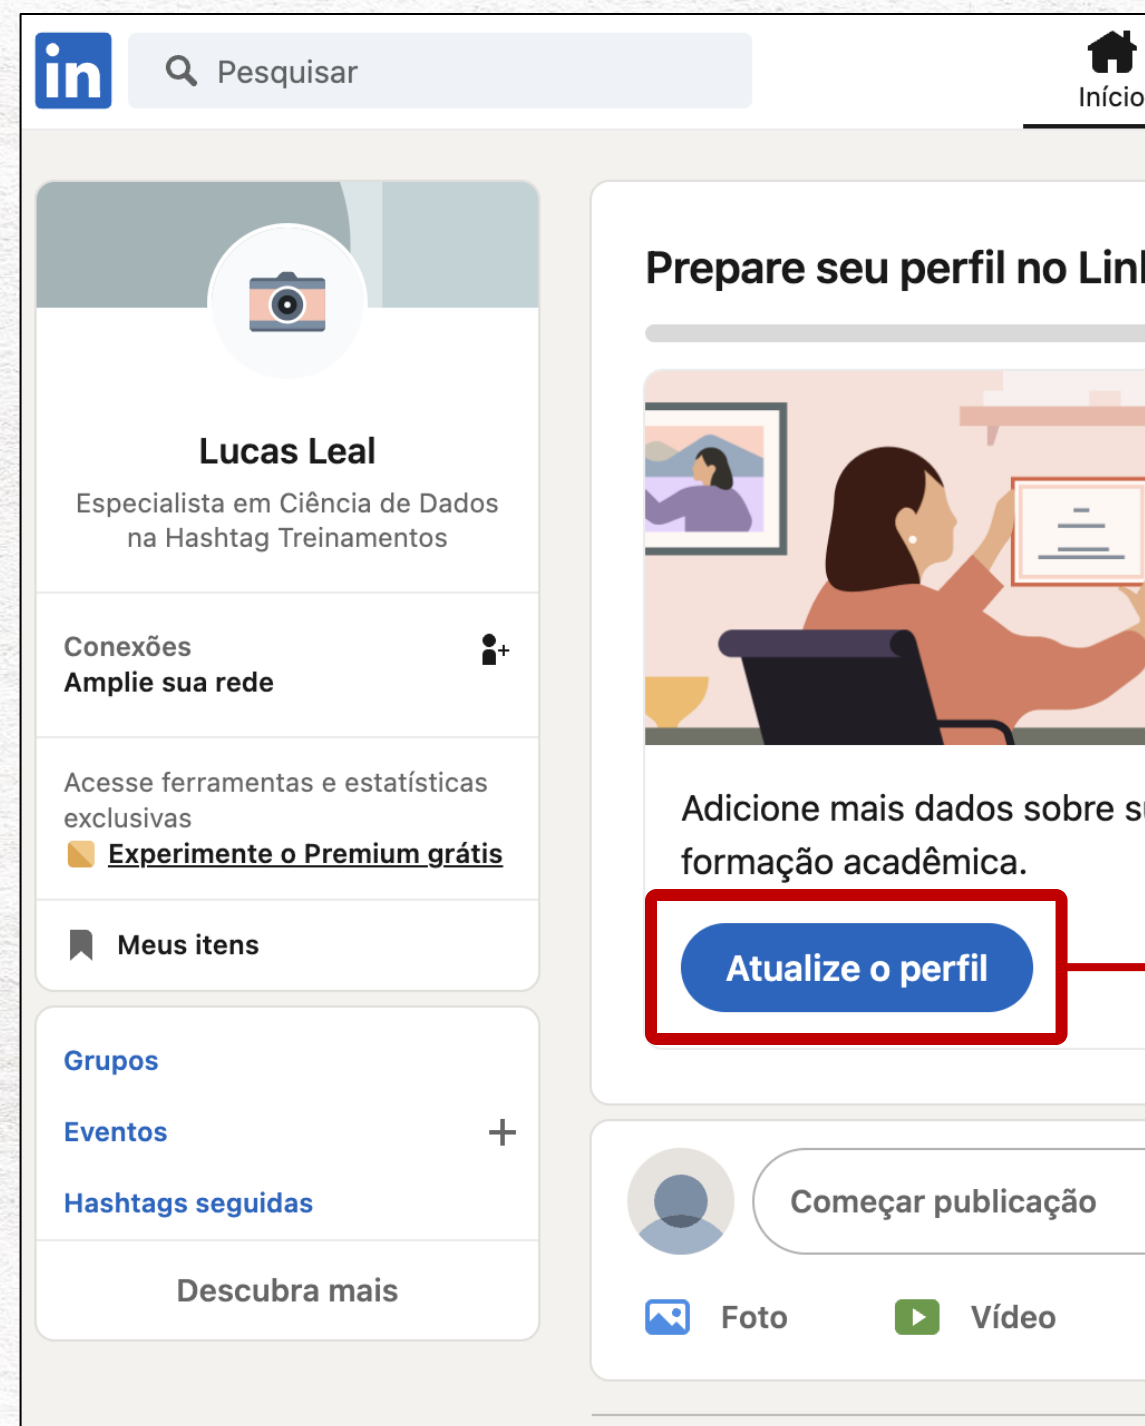 in
Pesquisar
Início
Prepare seu perfil no Lin
Lucas Leal
Especialista em Ciência de Dados
na Hashtag Treinamentos
Conexões
Amplie sua rede
Acesse ferramentas e estatísticas
exclusivas
Experimente o Premium grátis
Meus itens
Grupos
Eventos
Hashtags seguidas
Descubra mais
Adicione mais dados sobre
formação acadêmica.
Atualize o perfil
Começar publicação
Foto
Vídeo